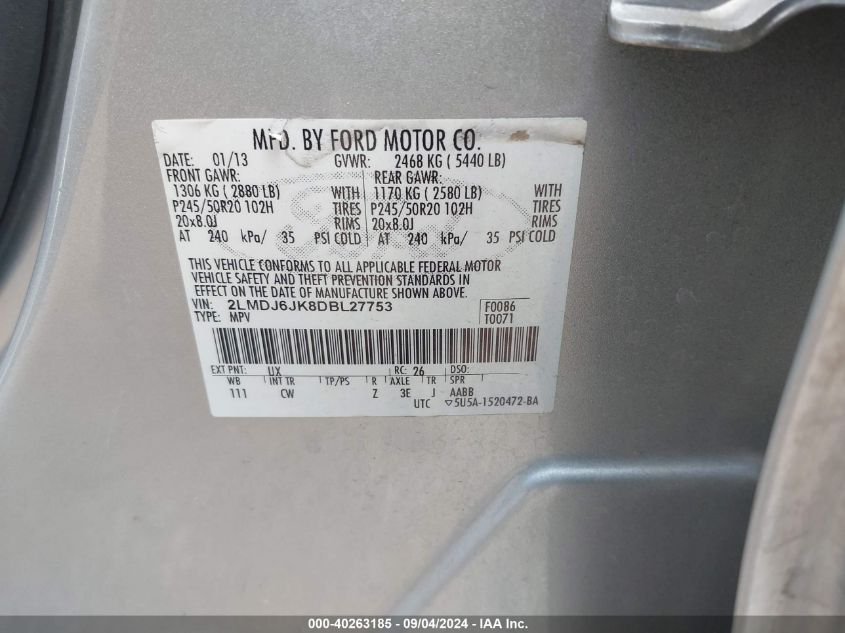 MFD. BY FORD MOTOR CO.
DATE: 01/13 GVWR: 2468 KG ( 5440 LB)
FRONT GAWR: REAR GAWR:
1306 KG ( 2880 LB) WITH 1170 KG ( 2580 LB) WITH
P245/50R20 102H TIRES P245/50R20 102H TIRES
20x8.0J RIMS 20x8.0J RIMS
AT 240 kPa/ 35 PSI COLD AT 240 kPa/ 35 PSI COLD
THIS VEHICLE CONFORMS TO ALL APPLICABLE FEDERAL MOTOR
VEHICLE SAFETY AND THEFT PREVENTION STANDARDS IN
EFFECT ON THE DATE OF MANUFACTURE SHOWN ABOVE.
VIN: 2LMDJ6JK8DBL27753 F0086
TYPE: MPV T0071
EXT PNT: UX RC: 26 DSO:
WB INT TR TP/PS R AXLE TR SPR
111 CW Z 3E J AABB
UTC ▽5U5A-1520472-BA
000-40263185 - 09/04/2024 - IAA Inc.